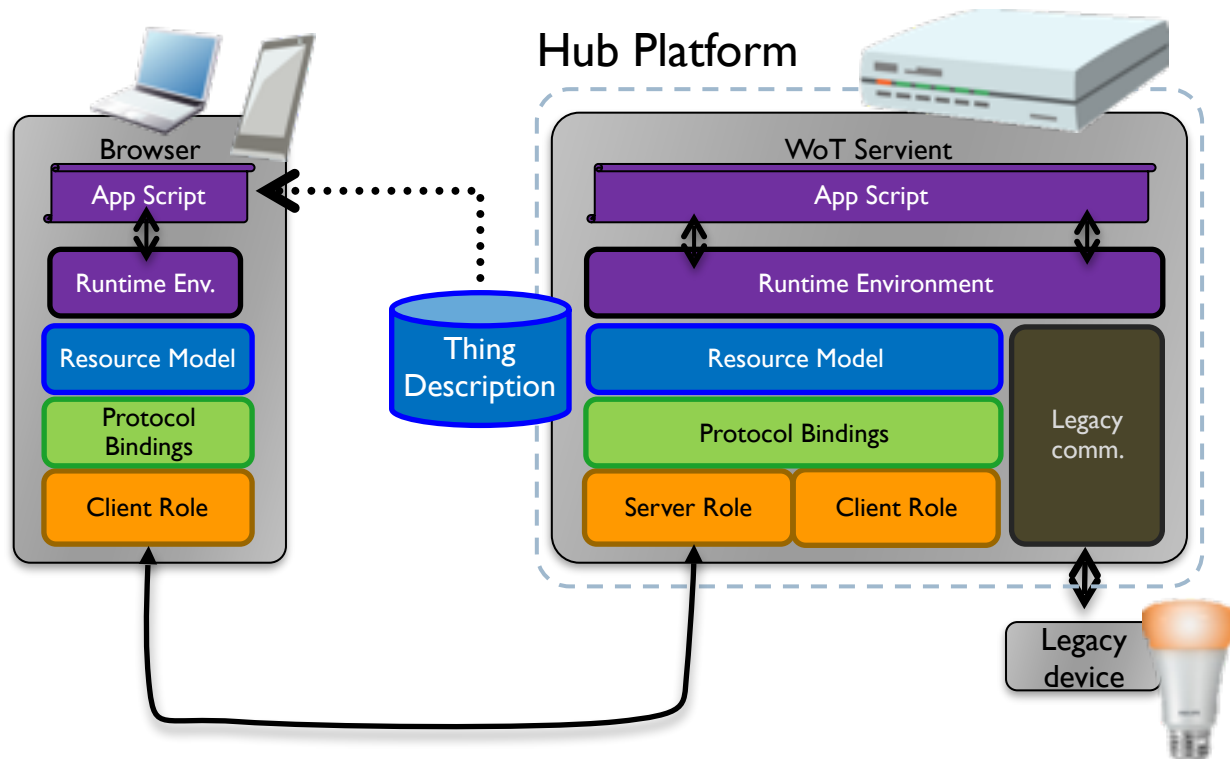 Hub Platform
Browser
App Script
Runtime Env.
Resource Model
Protocol
Bindings
Client Role
Thing
Description
WoT Servient
App Script
Runtime Environment
Resource Model
Protocol Bindings
Server Role
Client Role
Legacy
comm.
Legacy
device